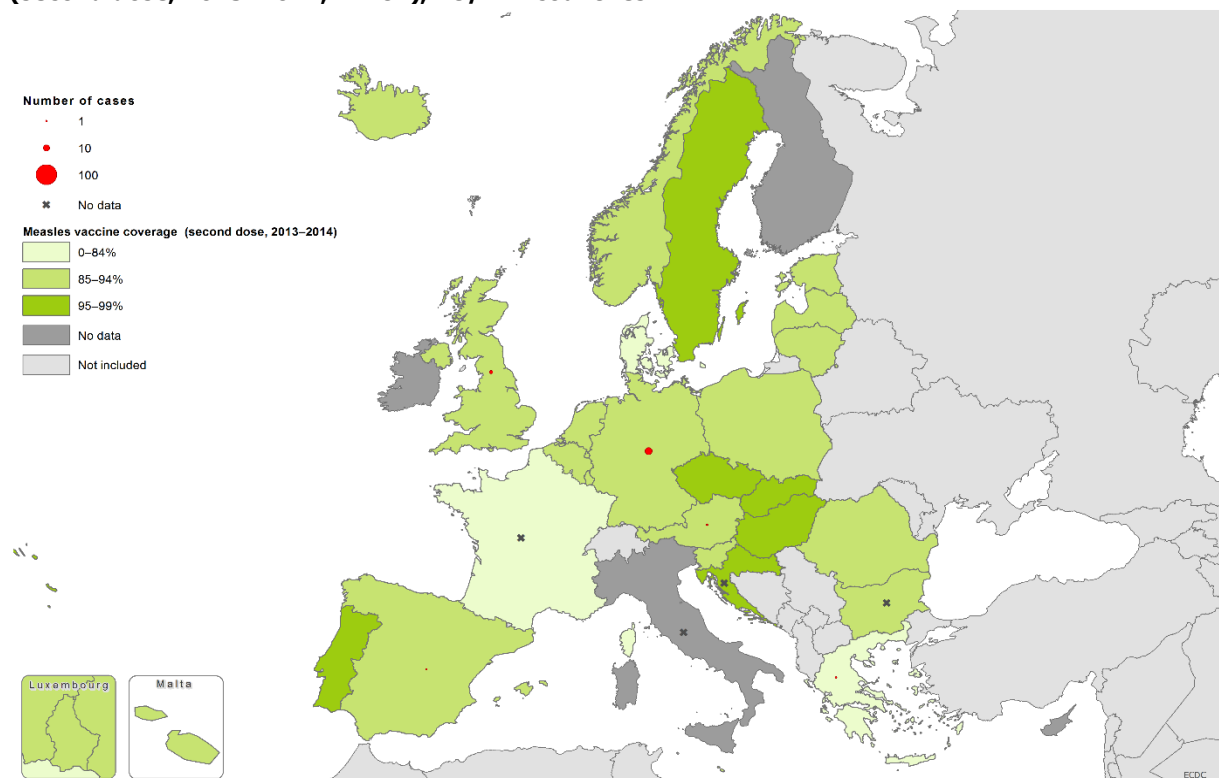 Number of cases
1
10
100
No data
Measles vaccine coverage (second dose, 2013–2014)
0–84%
85–94%
95–99%
No data
Not included
Luxembourg
Malta
ECDC